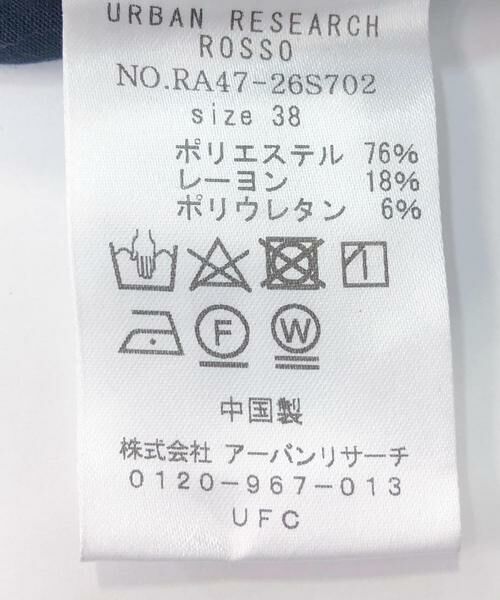 URBAN RESEARCH
ROSSO
NO.RA47-26S702
size 38
ポリエステル 76%
レーヨン 18%
ポリウレタン 6%
F W
中国製
株式会社 アーバンリサーチ
0120-967-013
UFC